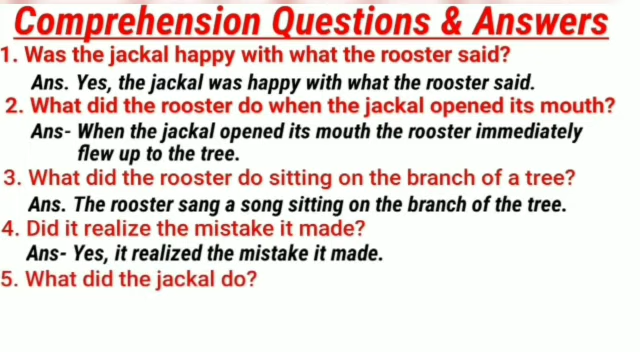 Comprehension Questions & Answers
1. Was the jackal happy with what the rooster said?
Ans. Yes, the jackal was happy with what the rooster said.
2. What did the rooster do when the jackal opened its mouth?
Ans- When the jackal opened its mouth the rooster immediately
flew up to the tree.
3. What did the rooster do sitting on the branch of a tree?
Ans. The rooster sang a song sitting on the branch of the tree.
4. Did it realize the mistake it made?
Ans- Yes, it realized the mistake it made.
5. What did the jackal do?